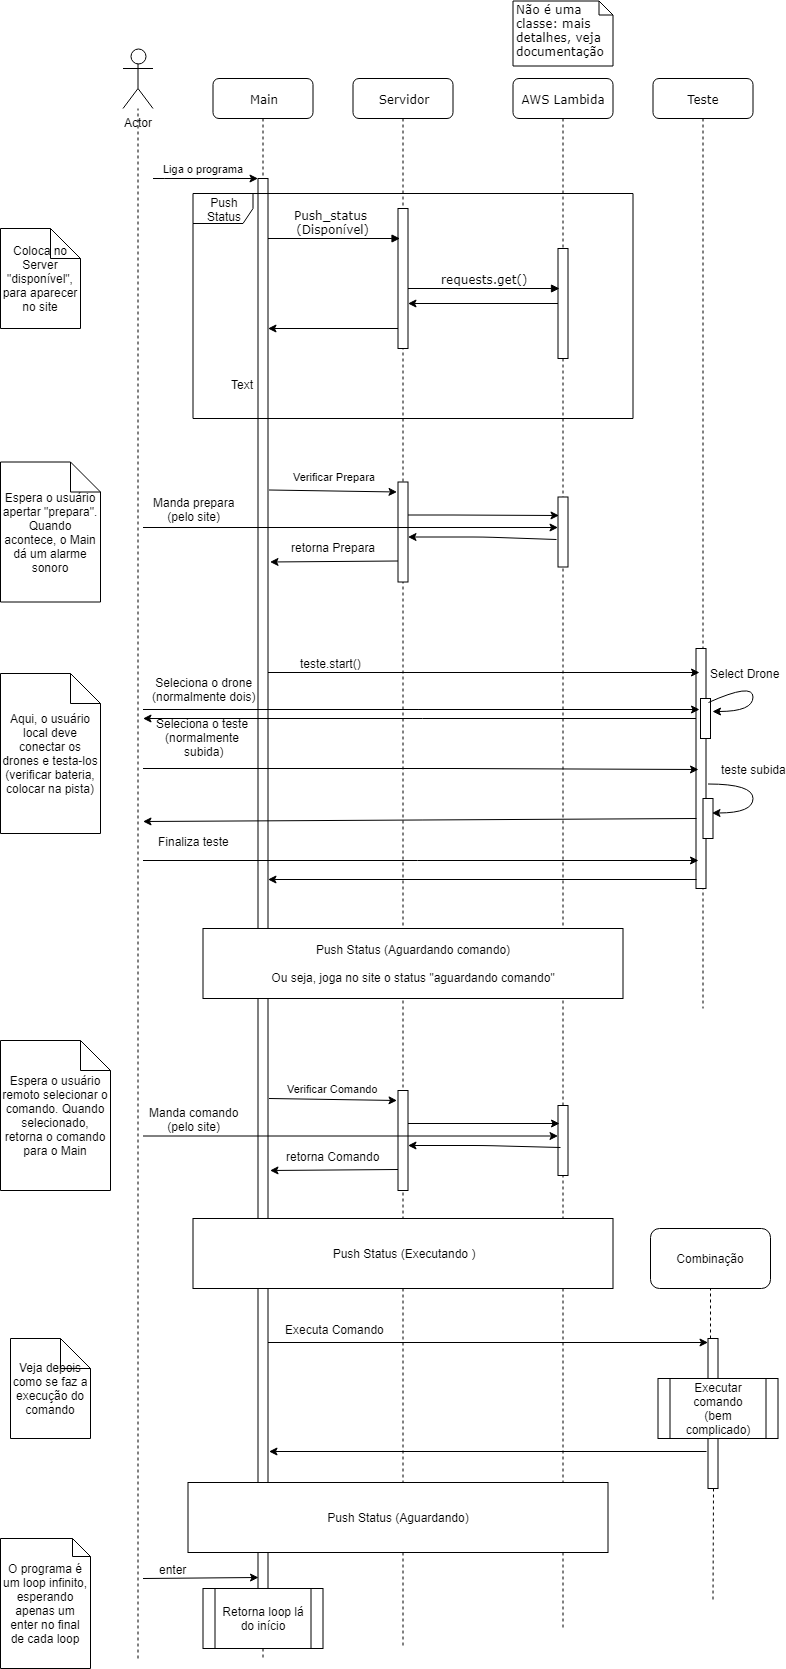 Não é uma
classe: mais
detalhes, veja
documentação
Actor
Main
Servidor
AWS Lambida
Teste
Liga o programa
Push
Status
Push_status
(Disponível)
Coloca no
Server
"disponível",
para aparecer
no site
requests.get()
Text
Verificar Prepara
Espera o usuário
apertar "prepara".
Quando
acontece, o Main
dá um alarme
sonoro
Manda prepara
(pelo site)
retorna Prepara
teste.start()
Select Drone
Seleciona o drone
(normalmente dois)
Aqui, o usuário
local deve
conectar os
drones e testa-los
(verificar bateria,
colocar na pista)
Seleciona o teste
(normalmente
subida)
teste subida
Finaliza teste
Push Status (Aguardando comando)
Ou seja, joga no site o status "aguardando comando"
Espera o usuário
remoto selecionar o
comando. Quando
selecionado,
retorna o comando
para o Main
Verificar Comando
Manda comando
(pelo site)
retorna Comando
Push Status (Executando )
Combinação
Executa Comando
Veja depois
como se faz a
execução do
comando
Executar
comando
(bem
complicado)
Push Status (Aguardando)
O programa é
um loop infinito,
esperando
apenas um
enter no final
de cada loop
enter
Retorna loop lá
do início